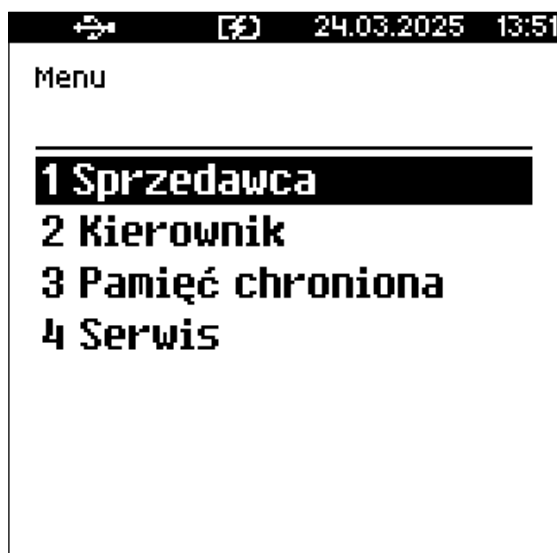 24.03.2025 13:51
Menu
1 Sprzedawca
2 Kierownik
3 Pamięć chroniona
4 Serwis